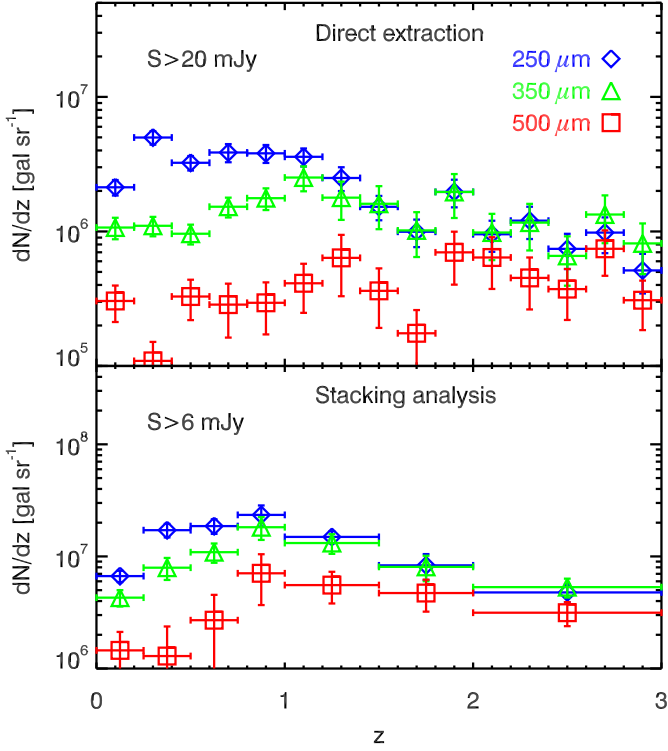 Direct extraction
S>20 mJy
250 μm
350 μm
500 μm
10⁷
10⁶
10⁵
dN/dz [gal sr⁻¹]
Stacking analysis
S>6 mJy
10⁸
10⁷
10⁶
dN/dz [gal sr⁻¹]
0 1 2 3
z